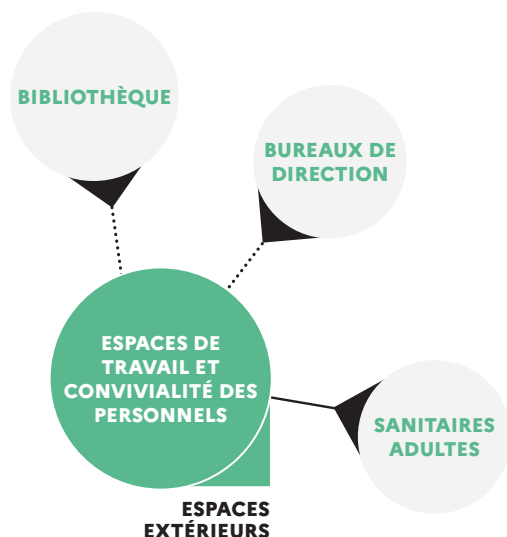 BIBLIOTHÈQUE
BUREAUX DE
DIRECTION
ESPACES DE
TRAVAIL ET
CONVIVIALITÉ DES
PERSONNELS
SANITAIRES
ADULTES
ESPACES
EXTÉRIEURS